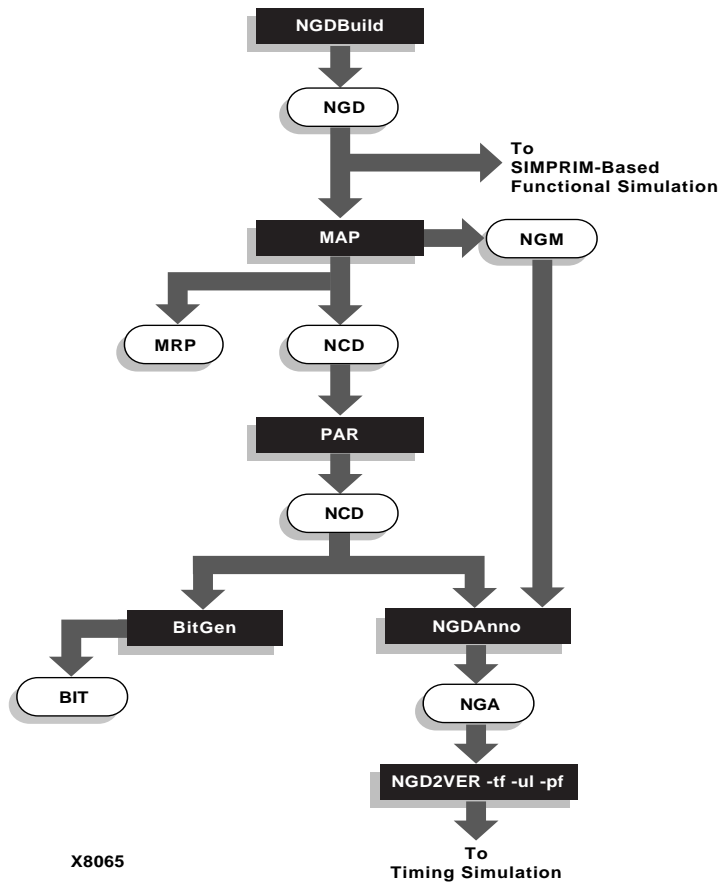 NGDBuild
NGD
To
SIMPRIM-Based
Functional Simulation
MAP
NGM
MRP
NCD
PAR
NCD
BitGen
NGDAnno
BIT
NGA
NGD2VER -tf -ul -pf
X8065
To
Timing Simulation